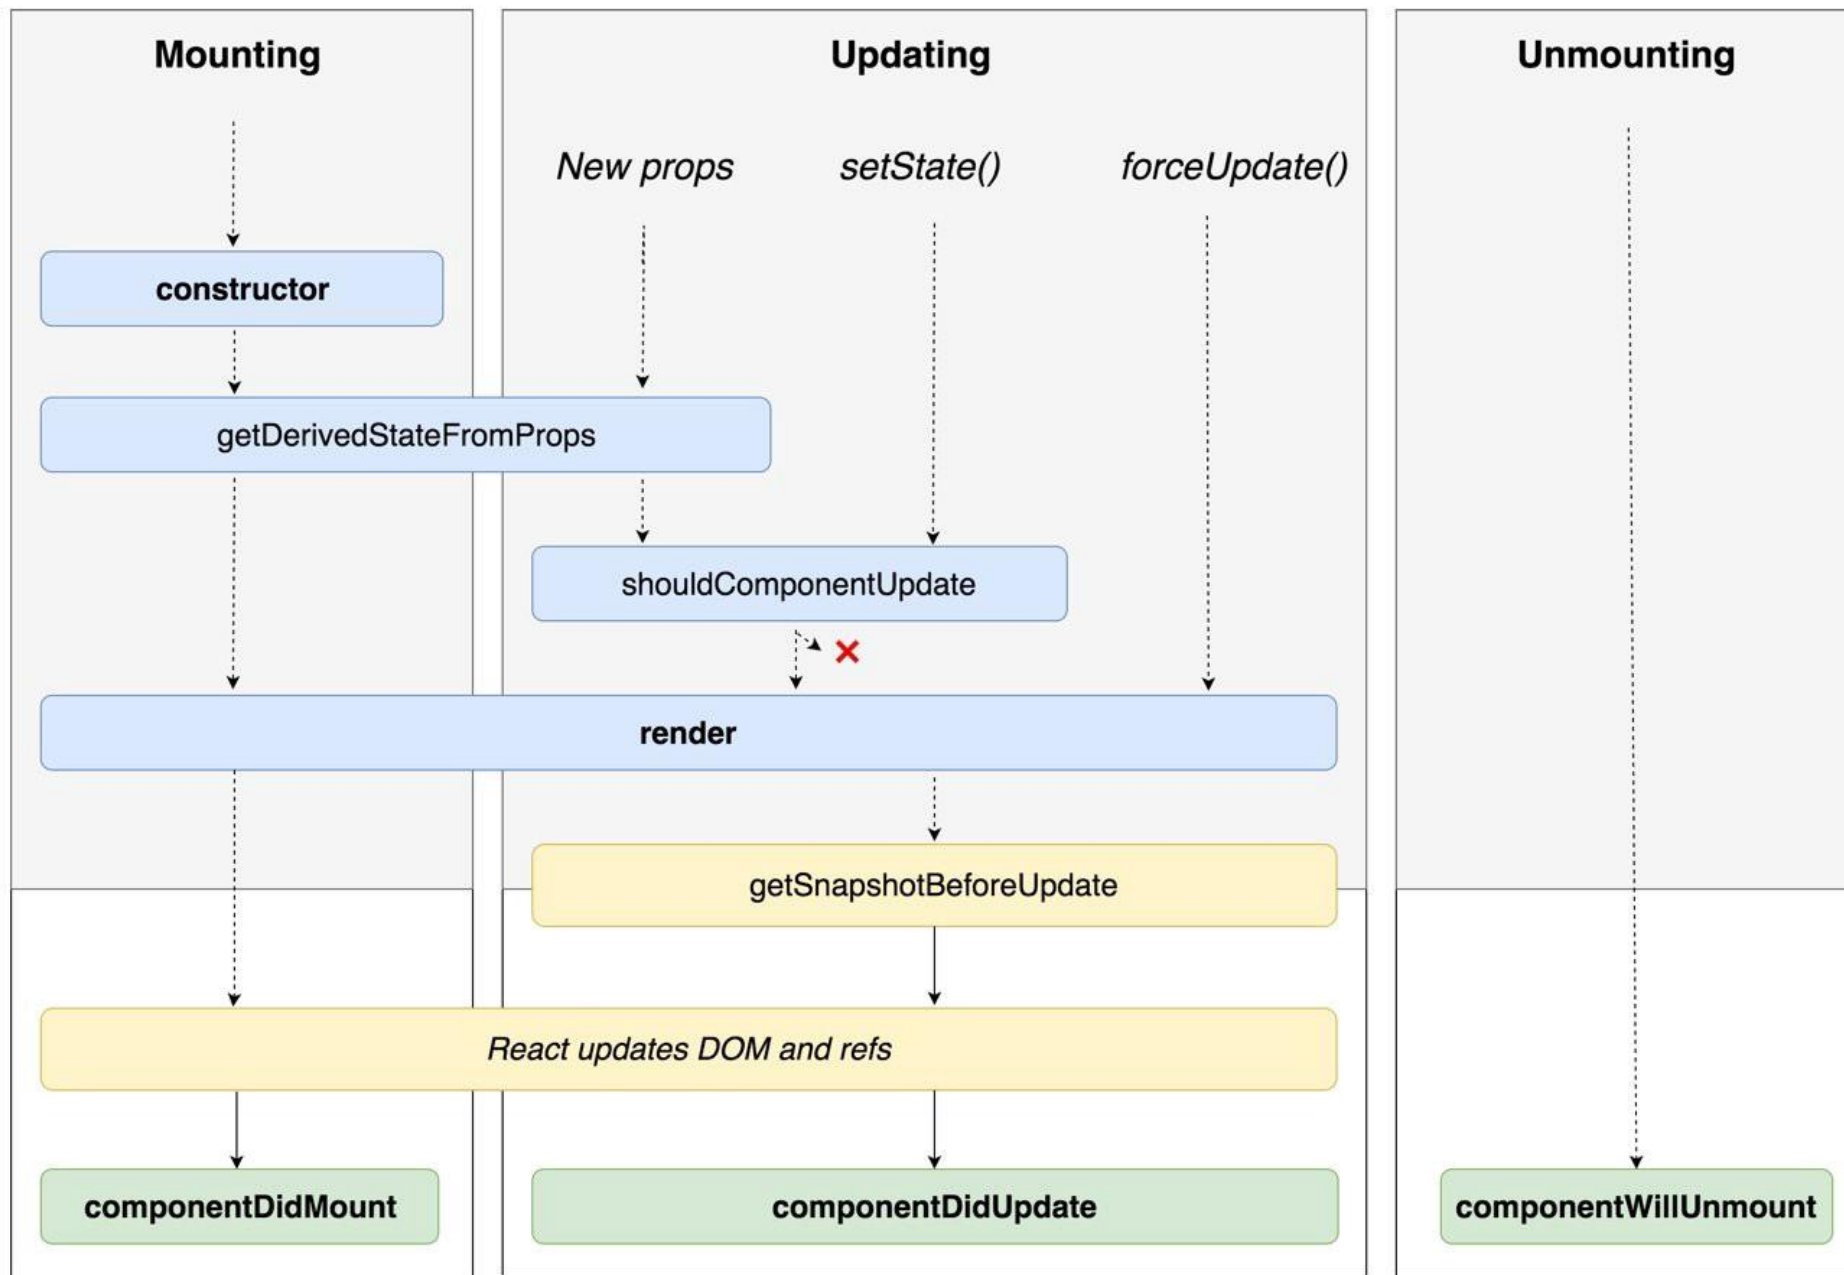 Mounting
Updating
Unmounting
New props
setState()
forceUpdate()
constructor
getDerivedStateFromProps
shouldComponentUpdate
render
getSnapshotBeforeUpdate
React updates DOM and refs
componentDidMount
componentDidUpdate
componentWillUnmount